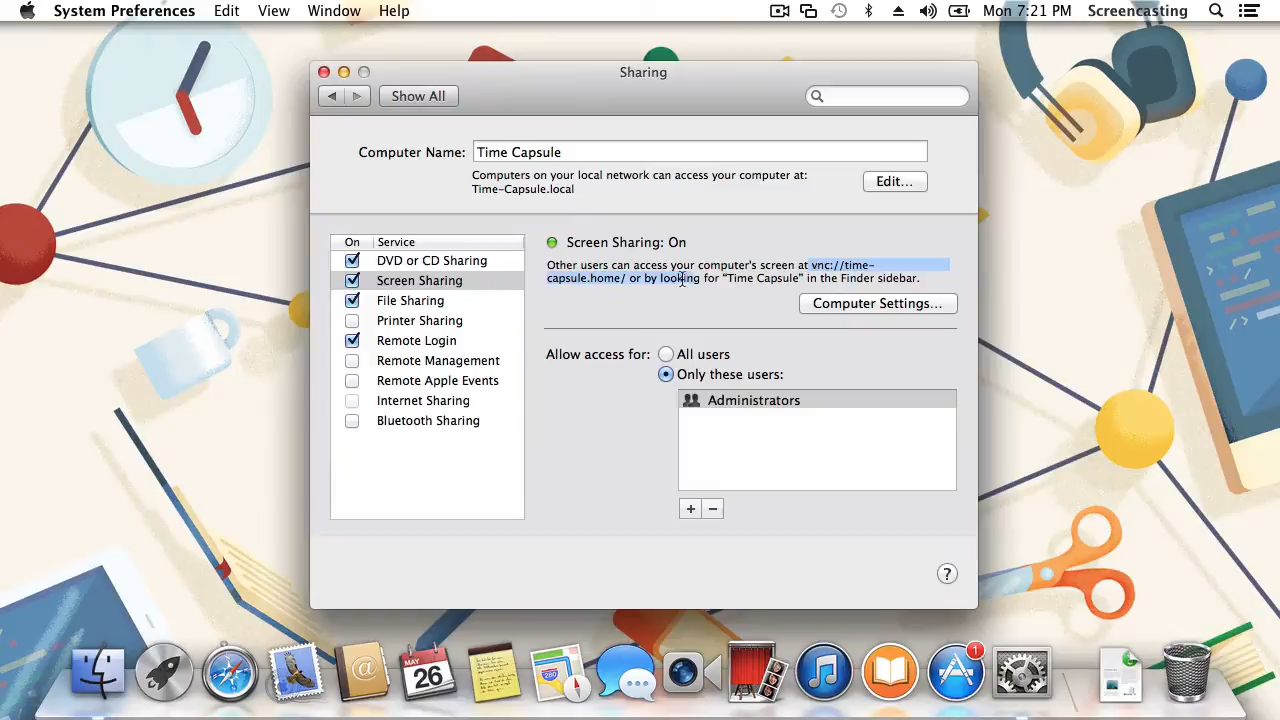 System Preferences Edit View Window Help Mon 7:21 PM Screencasting
Sharing
Show All
Computer Name: Time Capsule
Computers on your local network can access your computer at:
Time-Capsule.local
Edit...
On Service
DVD or CD Sharing
Screen Sharing
File Sharing
Printer Sharing
Remote Login
Remote Management
Remote Apple Events
Internet Sharing
Bluetooth Sharing
Screen Sharing: On
Other users can access your computer's screen at vnc://time-
capsule.home/ or by looking for "Time Capsule" in the Finder sidebar.
Computer Settings...
Allow access for: All users
Only these users:
Administrators
+ −
?
MAY
26
280
1